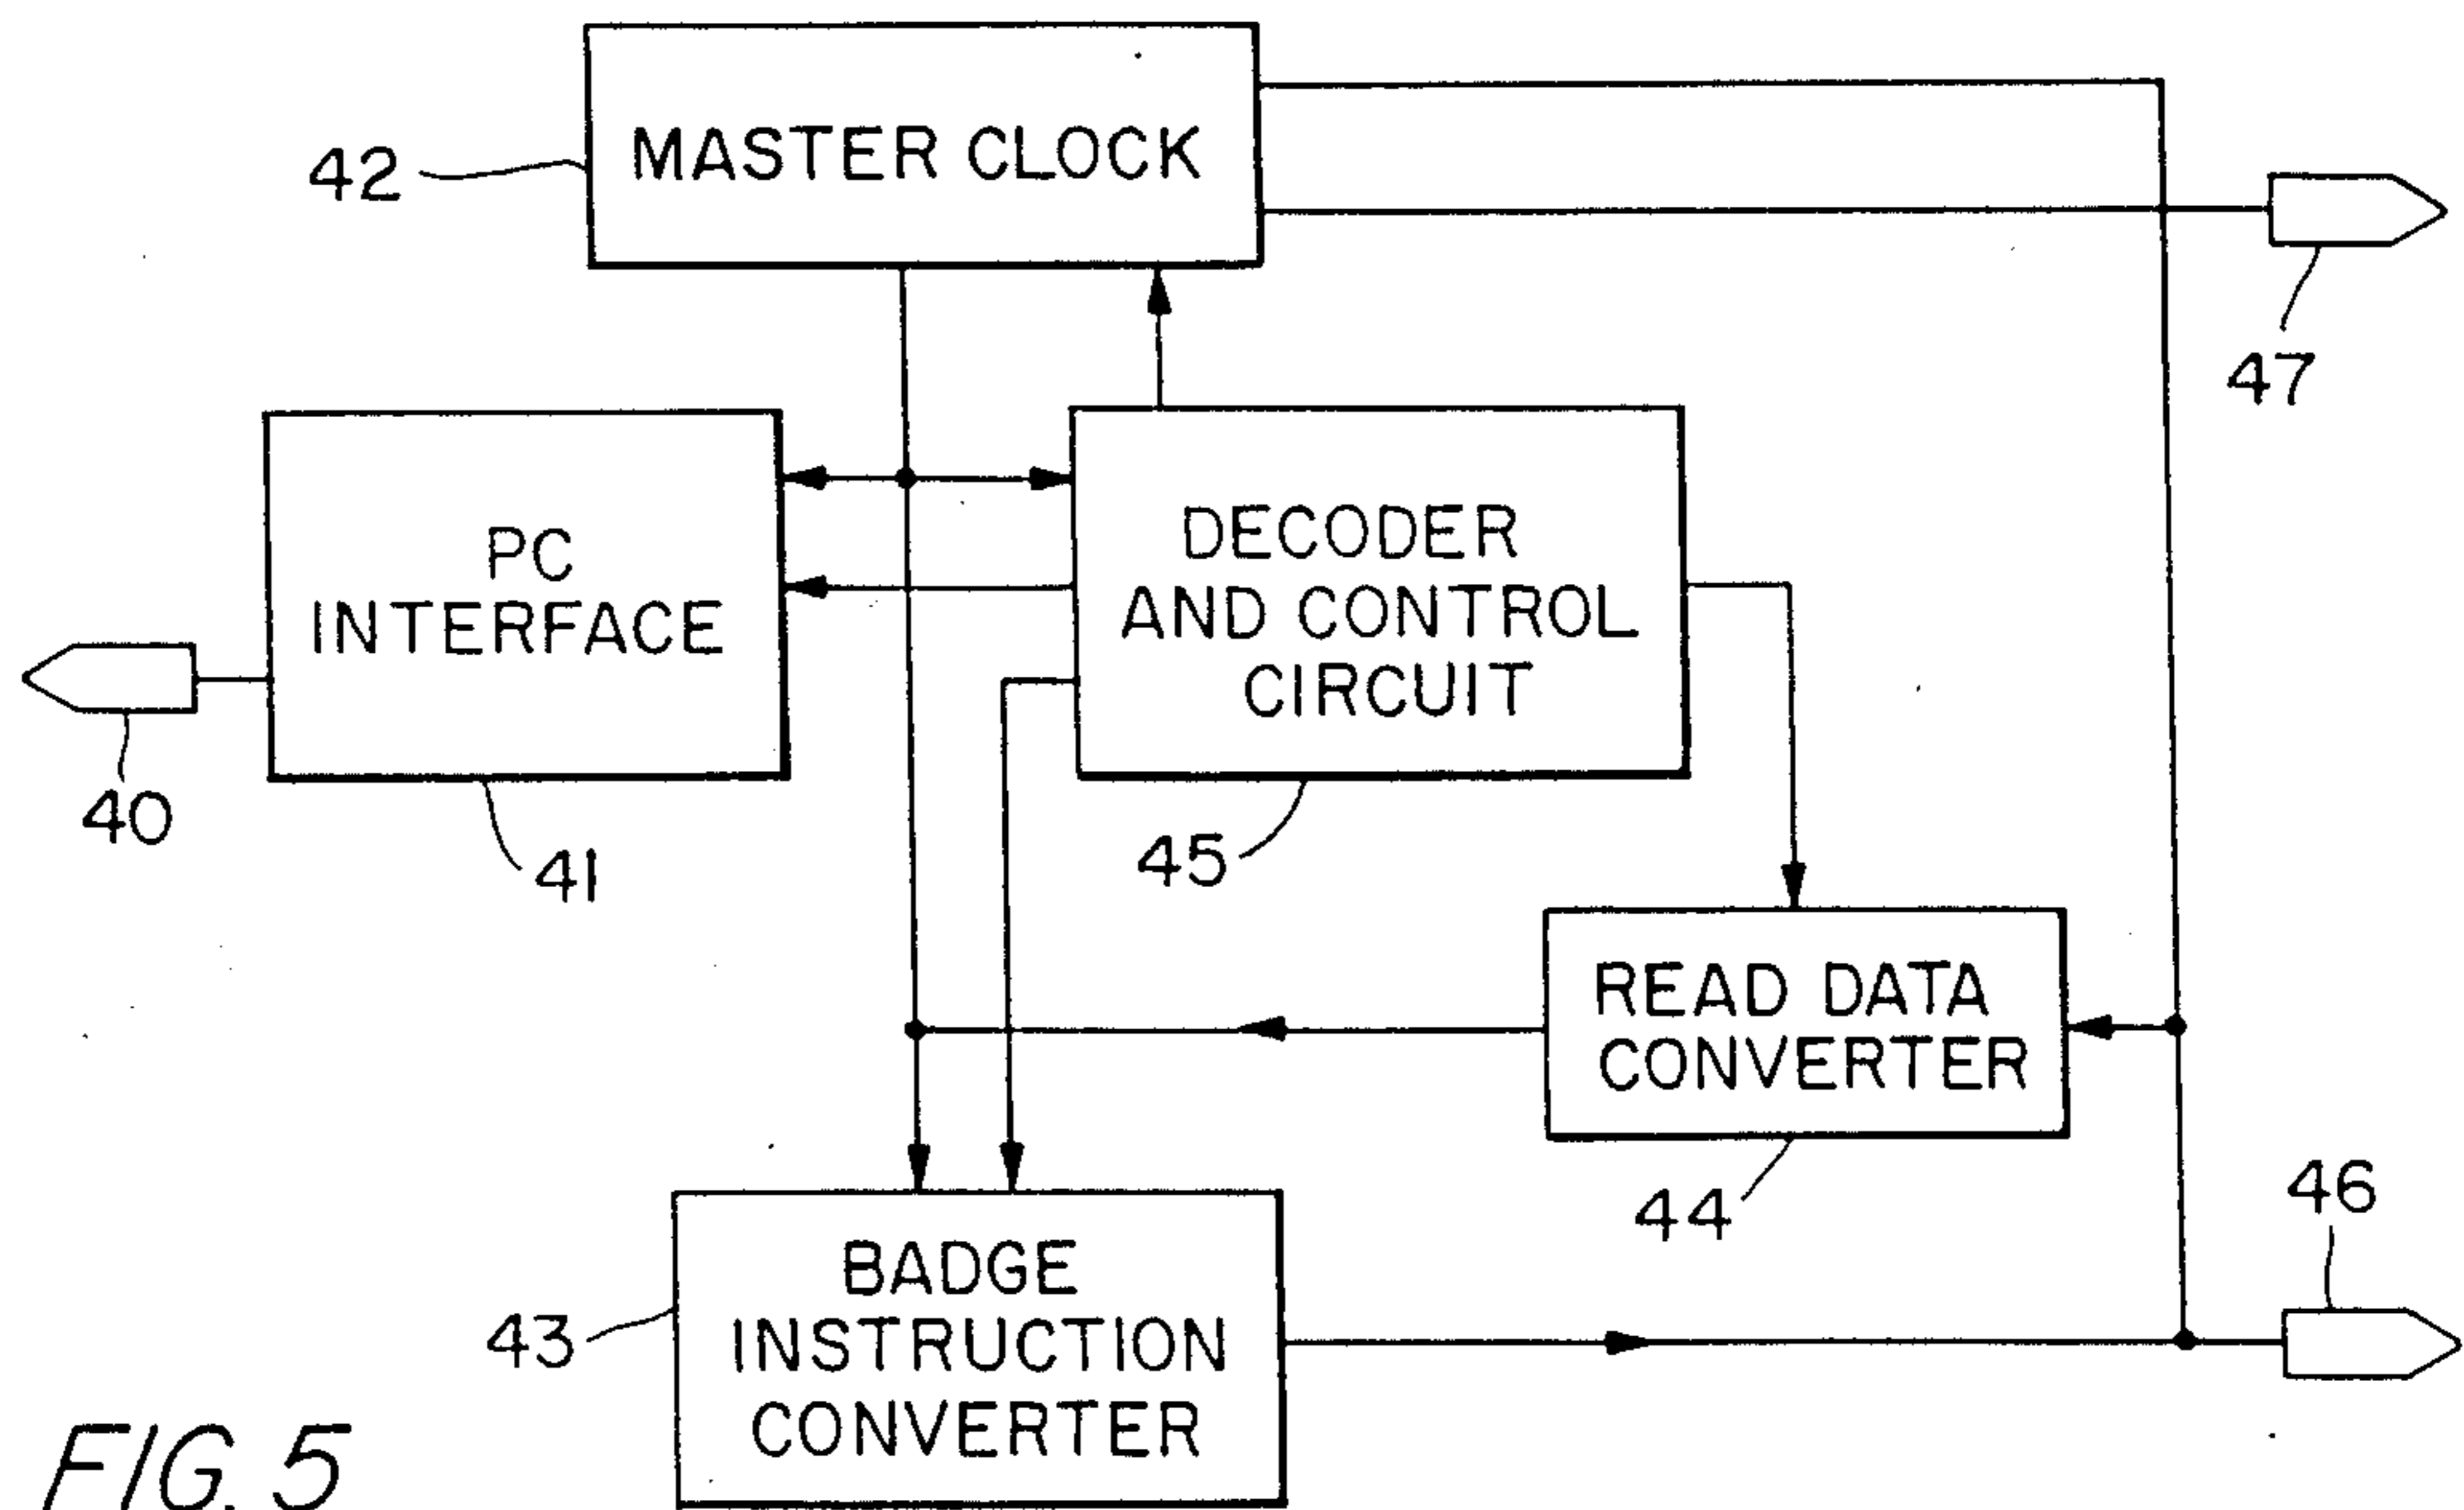 MASTER CLOCK
42
47
PC
INTERFACE
DECODER
AND CONTROL
CIRCUIT
40
41
45
READ DATA
CONVERTER
44
46
BADGE
INSTRUCTION
CONVERTER
43
FIG. 5